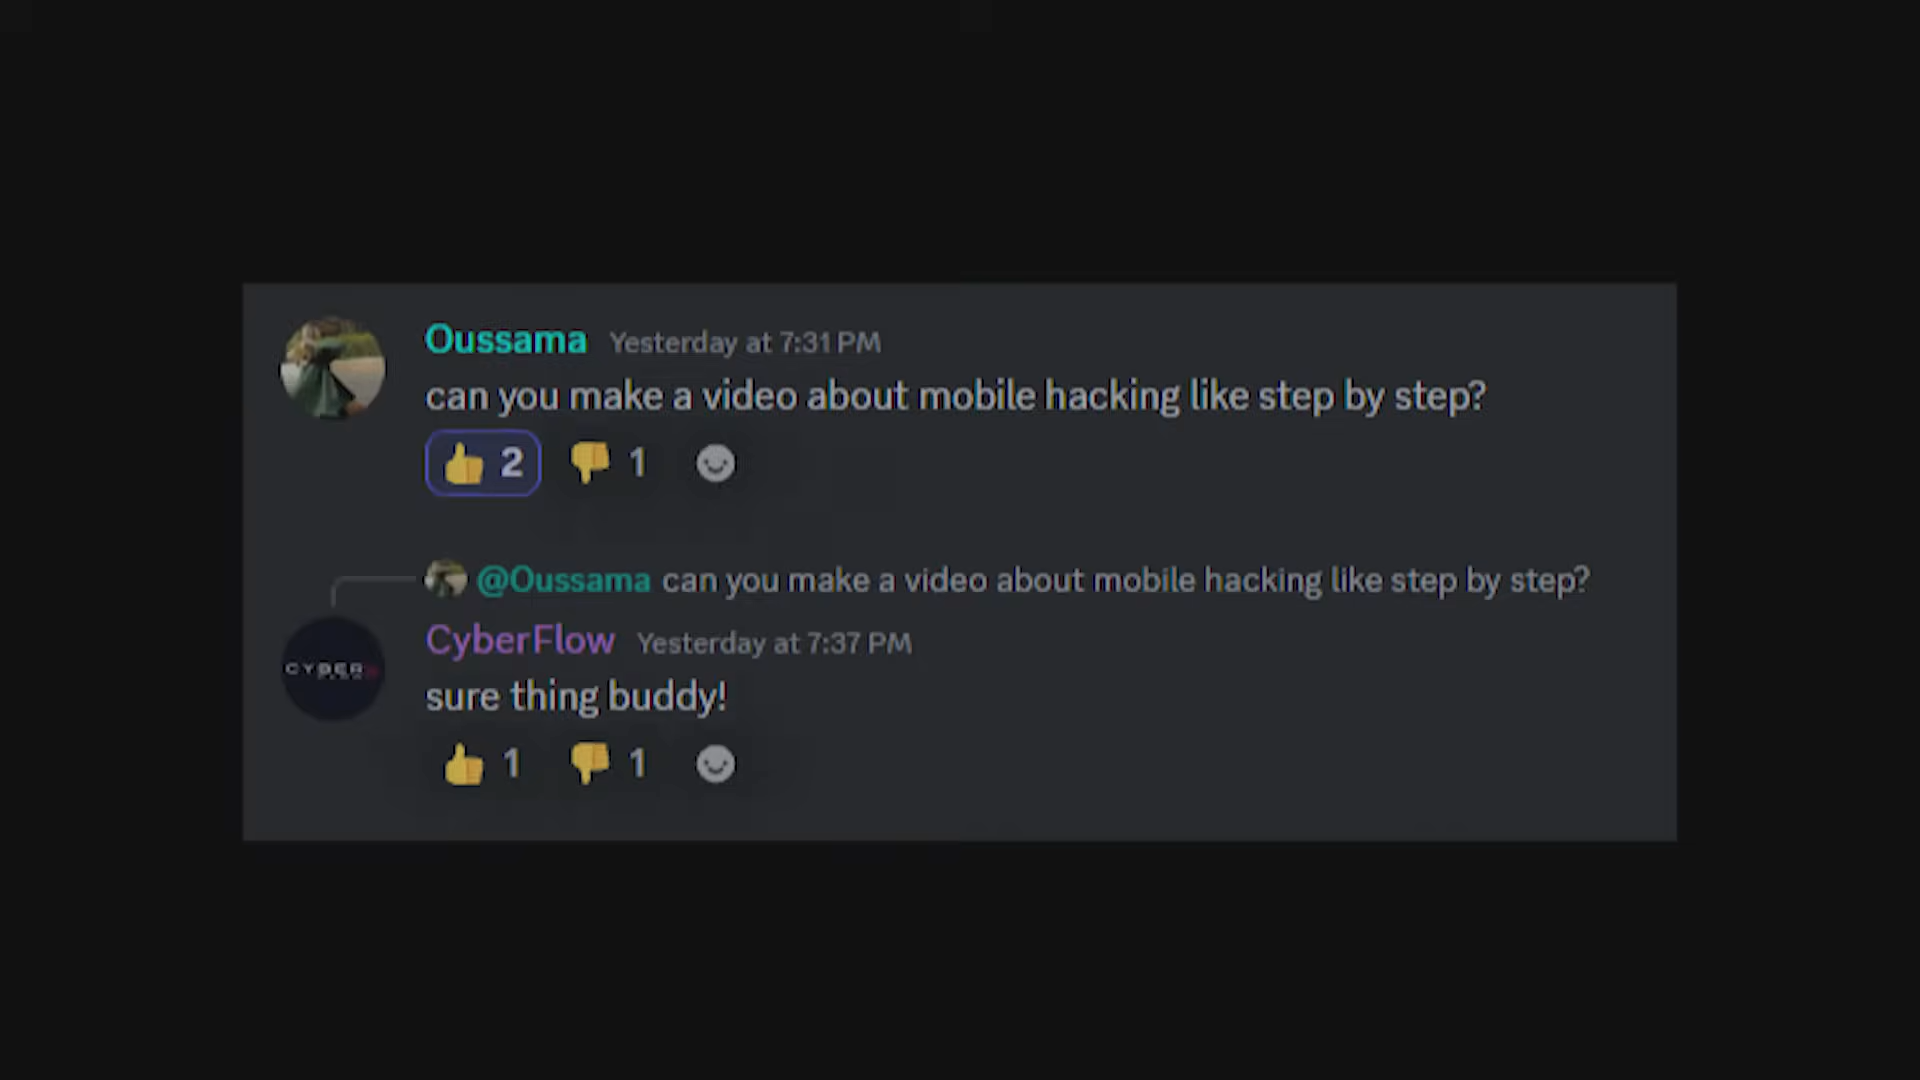 Oussama Yesterday at 7:31 PM
can you make a video about mobile hacking like step by step?
2 1
@Oussama can you make a video about mobile hacking like step by step?
CyberFlow Yesterday at 7:37 PM
CYBER
sure thing buddy!
1 1